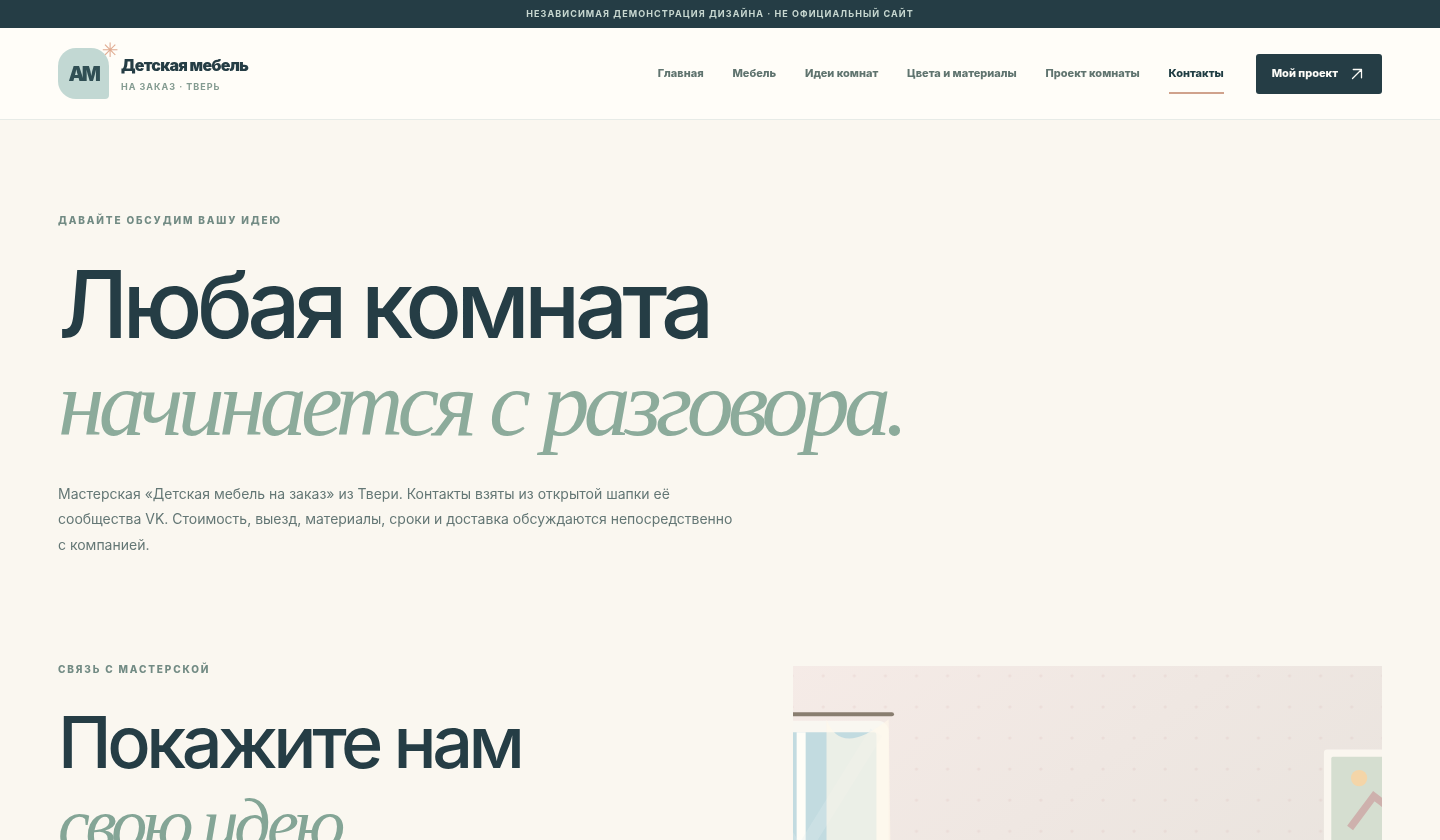 НЕЗАВИСИМАЯ ДЕМОНСТРАЦИЯ ДИЗАЙНА · НЕ ОФИЦИАЛЬНЫЙ САЙТ
АМ
Детская мебель
НА ЗАКАЗ · ТВЕРЬ
Главная
Мебель
Идеи комнат
Цвета и материалы
Проект комнаты
Контакты
Мой проект
ДАВАЙТЕ ОБСУДИМ ВАШУ ИДЕЮ
Любая комната
начинается с разговора.
Мастерская «Детская мебель на заказ» из Твери. Контакты взяты из открытой шапки её
сообщества VK. Стоимость, выезд, материалы, сроки и доставка обсуждаются непосредственно
с компанией.
СВЯЗЬ С МАСТЕРСКОЙ
Покажите нам
свою идею